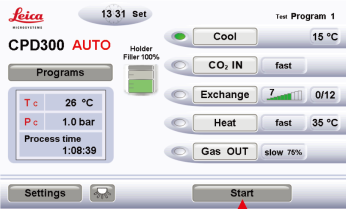 Leica
MICROSYSTEMS
13 31 Set
Test Program 1
CPD300 AUTO
Holder
Filler 100%
Programs
Tc 26 °C
Pc 1.0 bar
Process time
1:08:39
Cool 15 °C
CO₂ IN fast
Exchange 7 0/12
Heat fast 35 °C
Gas OUT slow 76%
Settings
Start